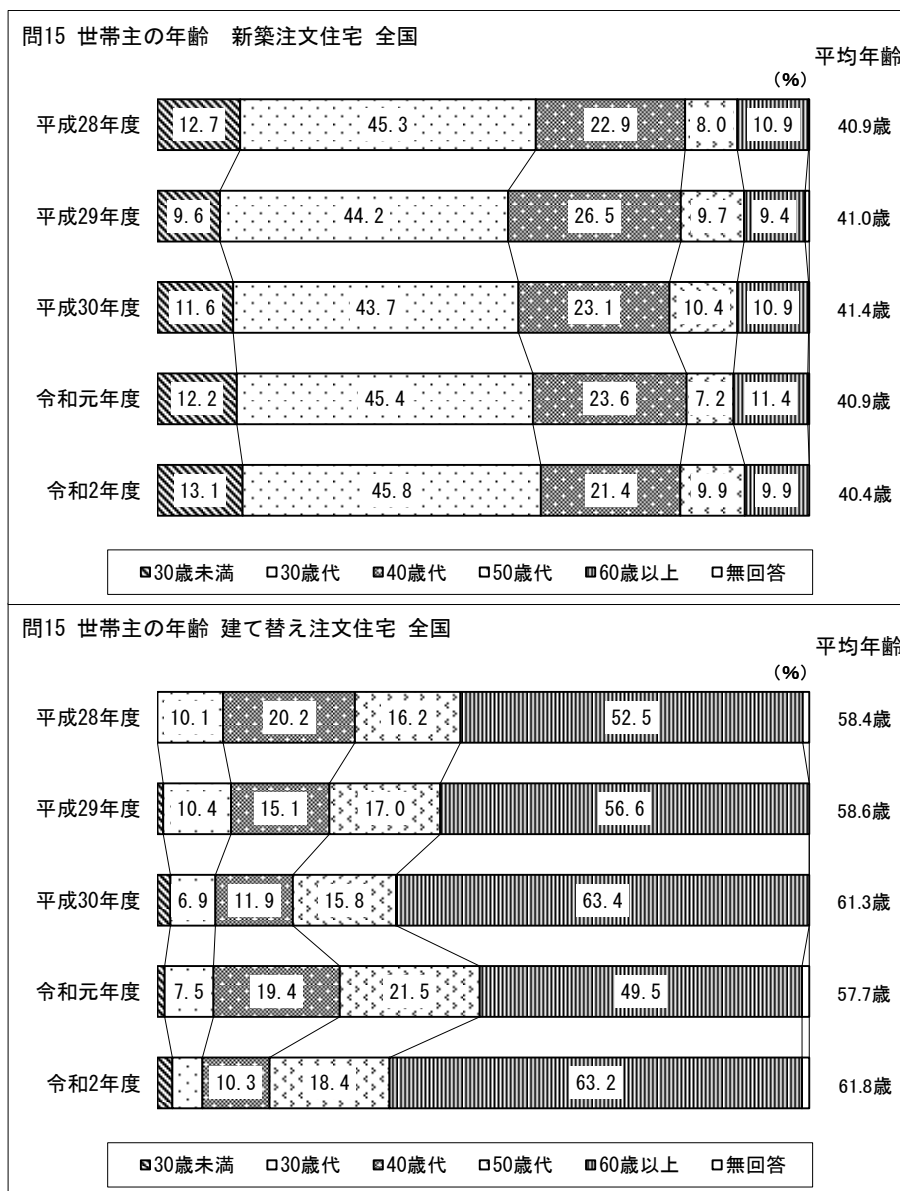 問15 世帯主の年齢　新築注文住宅 全国
平均年齢
（%）
平成28年度 12.7 45.3 22.9 8.0 10.9 40.9歳
平成29年度 9.6 44.2 26.5 9.7 9.4 41.0歳
平成30年度 11.6 43.7 23.1 10.4 10.9 41.4歳
令和元年度 12.2 45.4 23.6 7.2 11.4 40.9歳
令和2年度 13.1 45.8 21.4 9.9 9.9 40.4歳
30歳未満 30歳代 40歳代 50歳代 60歳以上 無回答
問15 世帯主の年齢 建て替え注文住宅 全国
平均年齢
（%）
平成28年度 10.1 20.2 16.2 52.5 58.4歳
平成29年度 10.4 15.1 17.0 56.6 58.6歳
平成30年度 6.9 11.9 15.8 63.4 61.3歳
令和元年度 7.5 19.4 21.5 49.5 57.7歳
令和2年度 10.3 18.4 63.2 61.8歳
30歳未満 30歳代 40歳代 50歳代 60歳以上 無回答